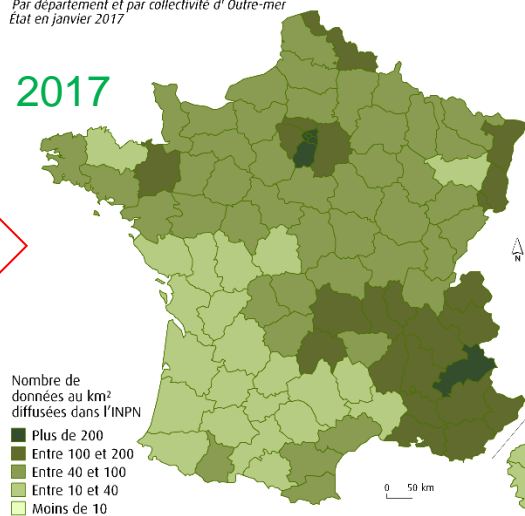 Par département et par collectivité d' Outre-mer
État en janvier 2017
2017
N
Nombre de
données au km²
diffusées dans l'INPN
Plus de 200
Entre 100 et 200
Entre 40 et 100
Entre 10 et 40
Moins de 10
0 50 km